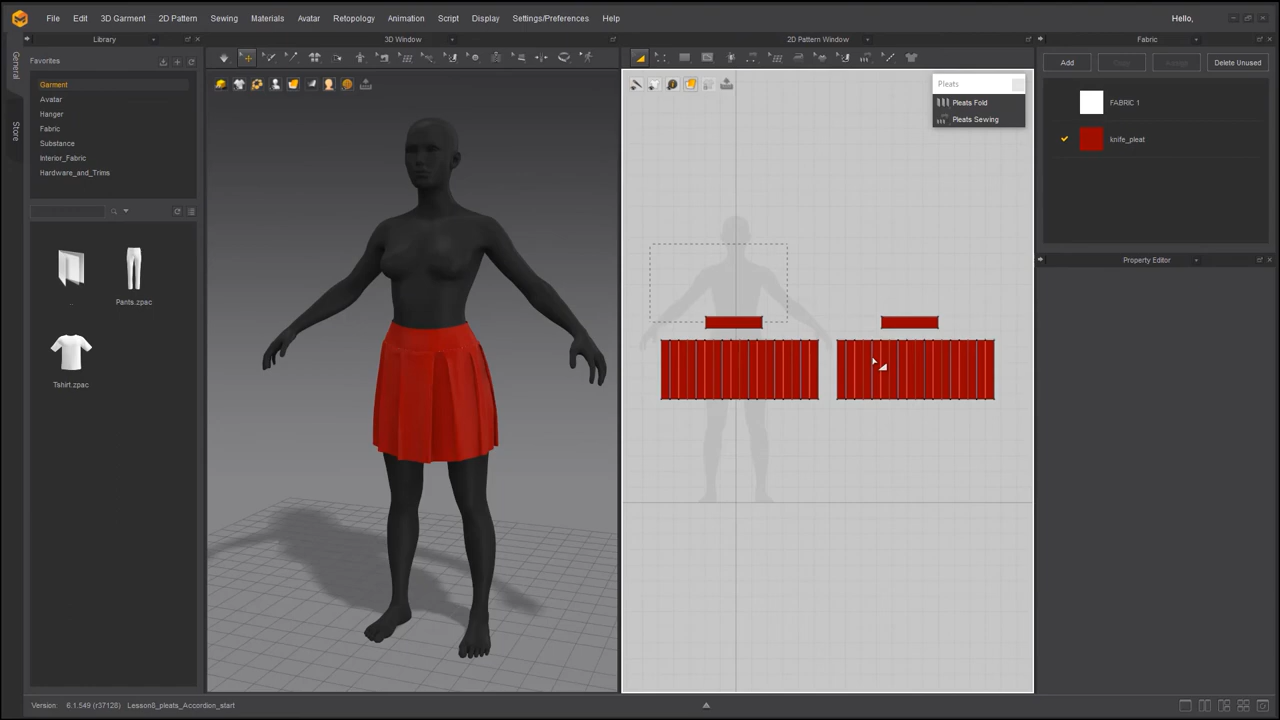 File Edit 3D Garment 2D Pattern Sewing Materials Avatar Retopology Animation Script Display Settings/Preferences Help Hello,
Library 3D Window 2D Pattern Window Fabric
General
Store
Favorites
Garment
Avatar
Hanger
Fabric
Substance
Interior_Fabric
Hardware_and_Trims
..
Pants.zpac
Tshirt.zpac
Pleats
Pleats Fold
Pleats Sewing
Add Delete Unused
FABRIC 1
knife_pleat
Property Editor
Version: 6.1.549 (r37128) Lesson8_pleats_Accordion_start